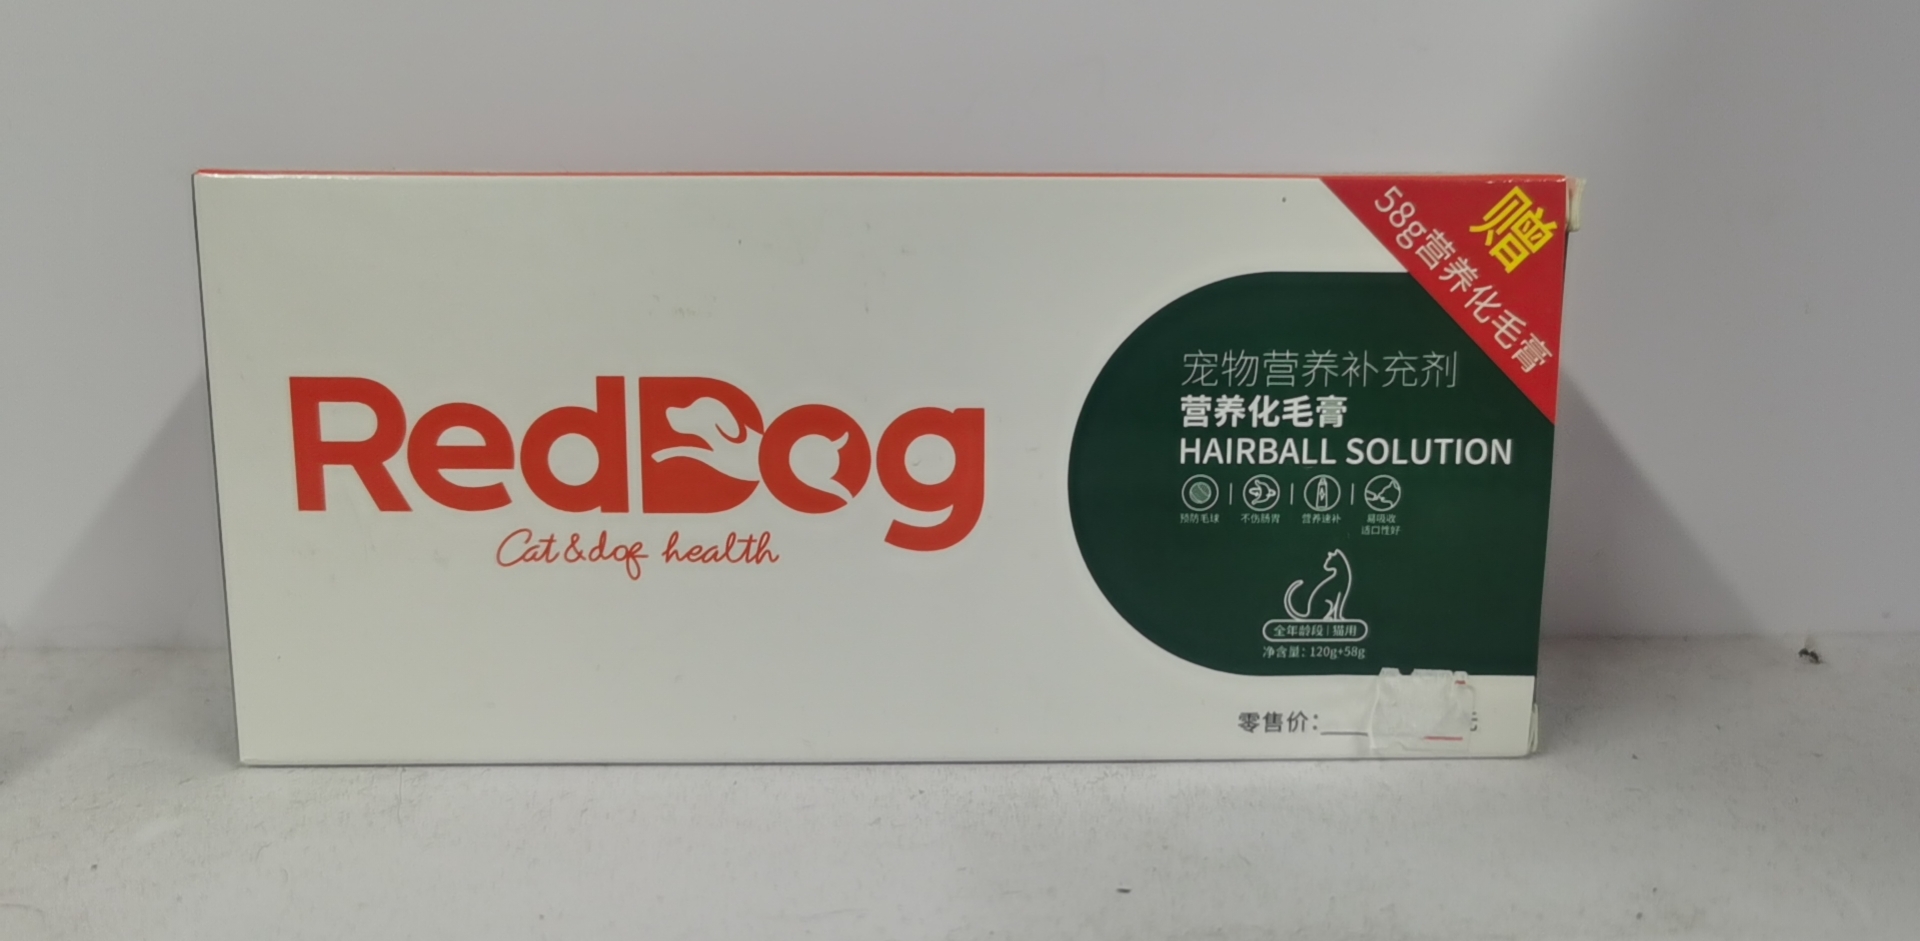 赠
58g营养化毛膏
RedDog
Cat&dog health
宠物营养补充剂
营养化毛膏
HAIRBALL SOLUTION
预防毛球
不伤肠胃
营养速补
易吸收
适口性好
全年龄段|猫用
净含量：120g+58g
零售价：